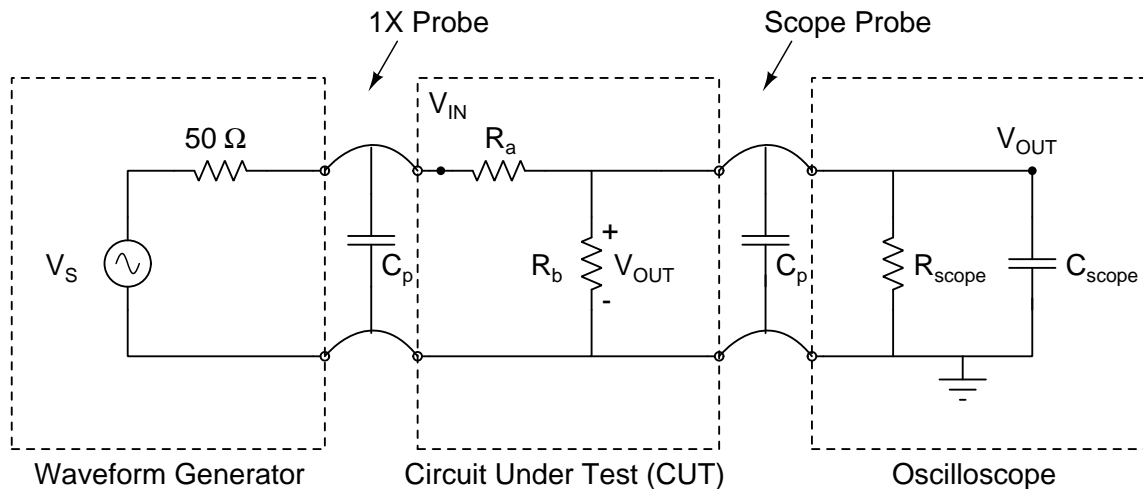 1X Probe
Scope Probe
V_IN
50 Ω
R_a
V_OUT
V_S
C_p
R_b
+
V_OUT
-
C_p
R_scope
C_scope
Waveform Generator
Circuit Under Test (CUT)
Oscilloscope